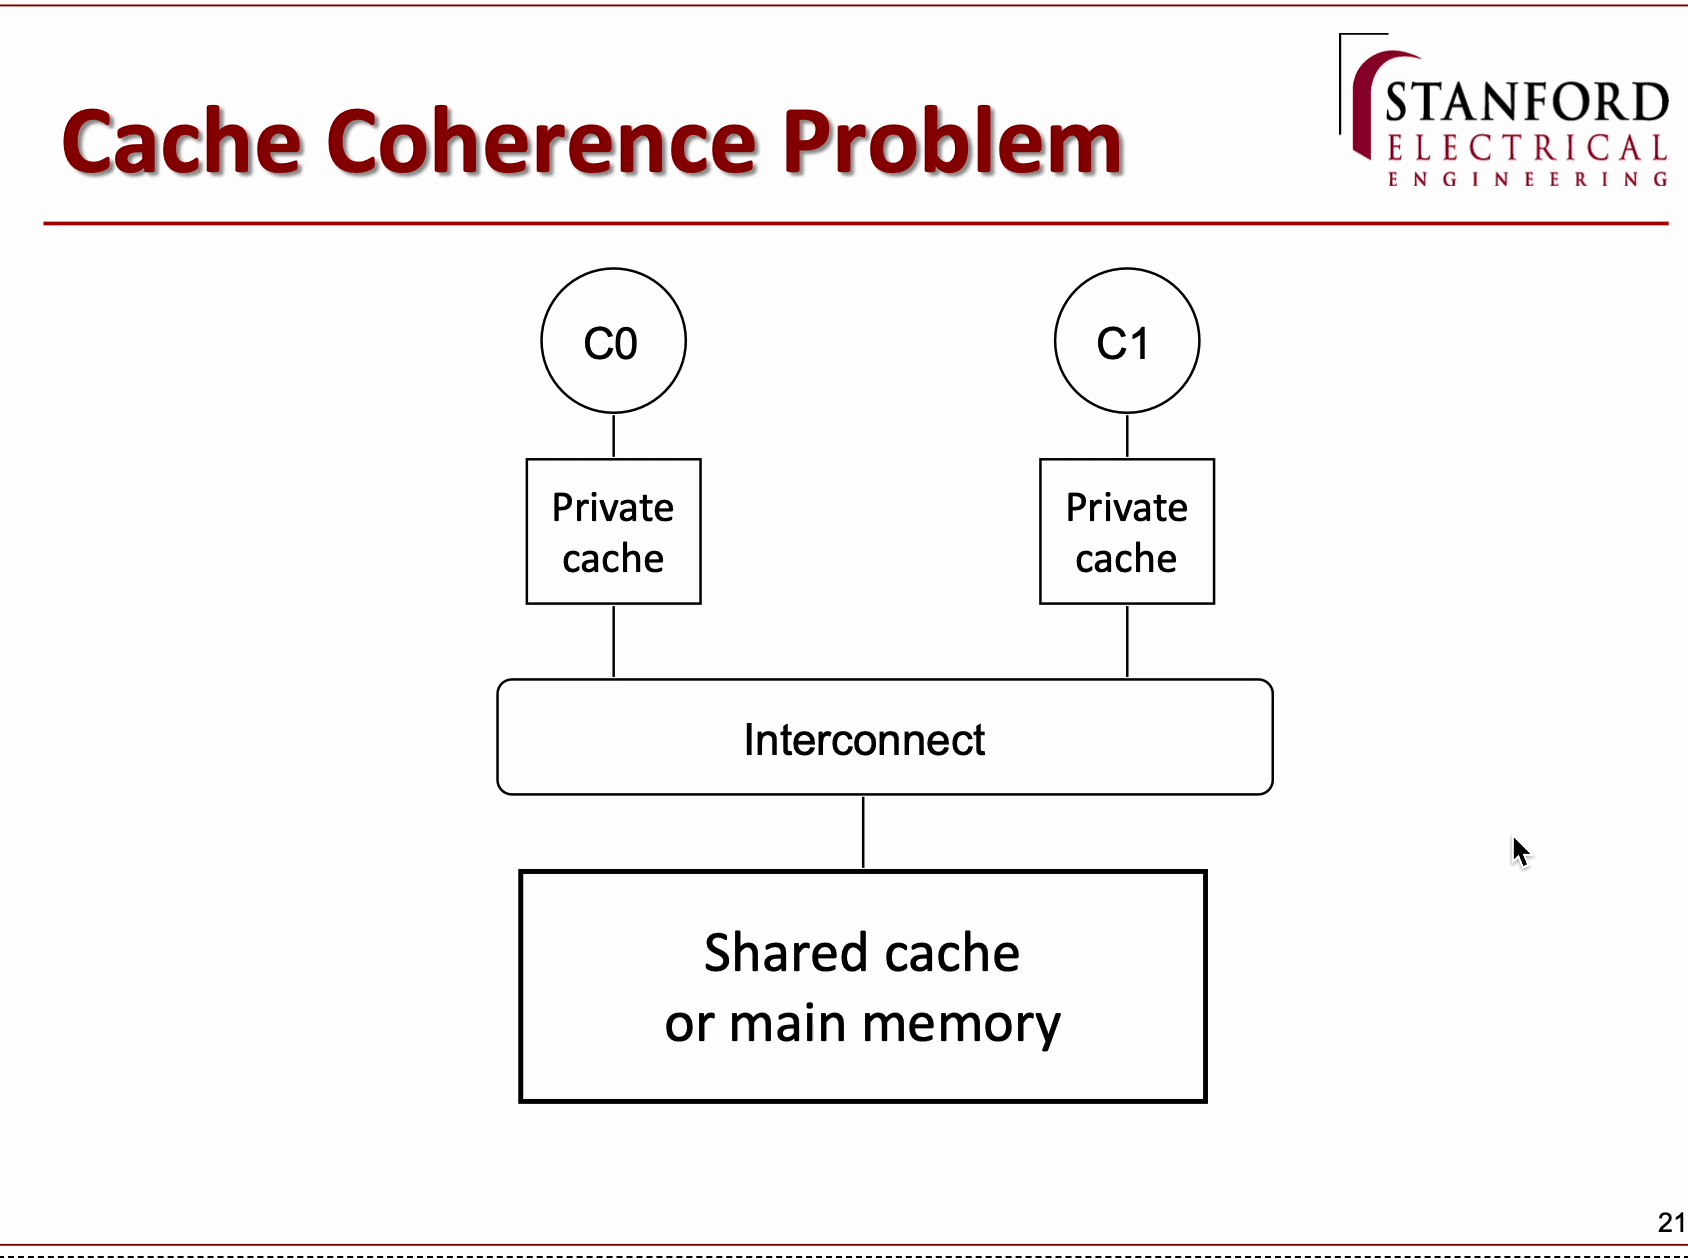 Cache Coherence Problem
STANFORD
ELECTRICAL
ENGINEERING
C0
C1
Private
cache
Private
cache
Interconnect
Shared cache
or main memory
21